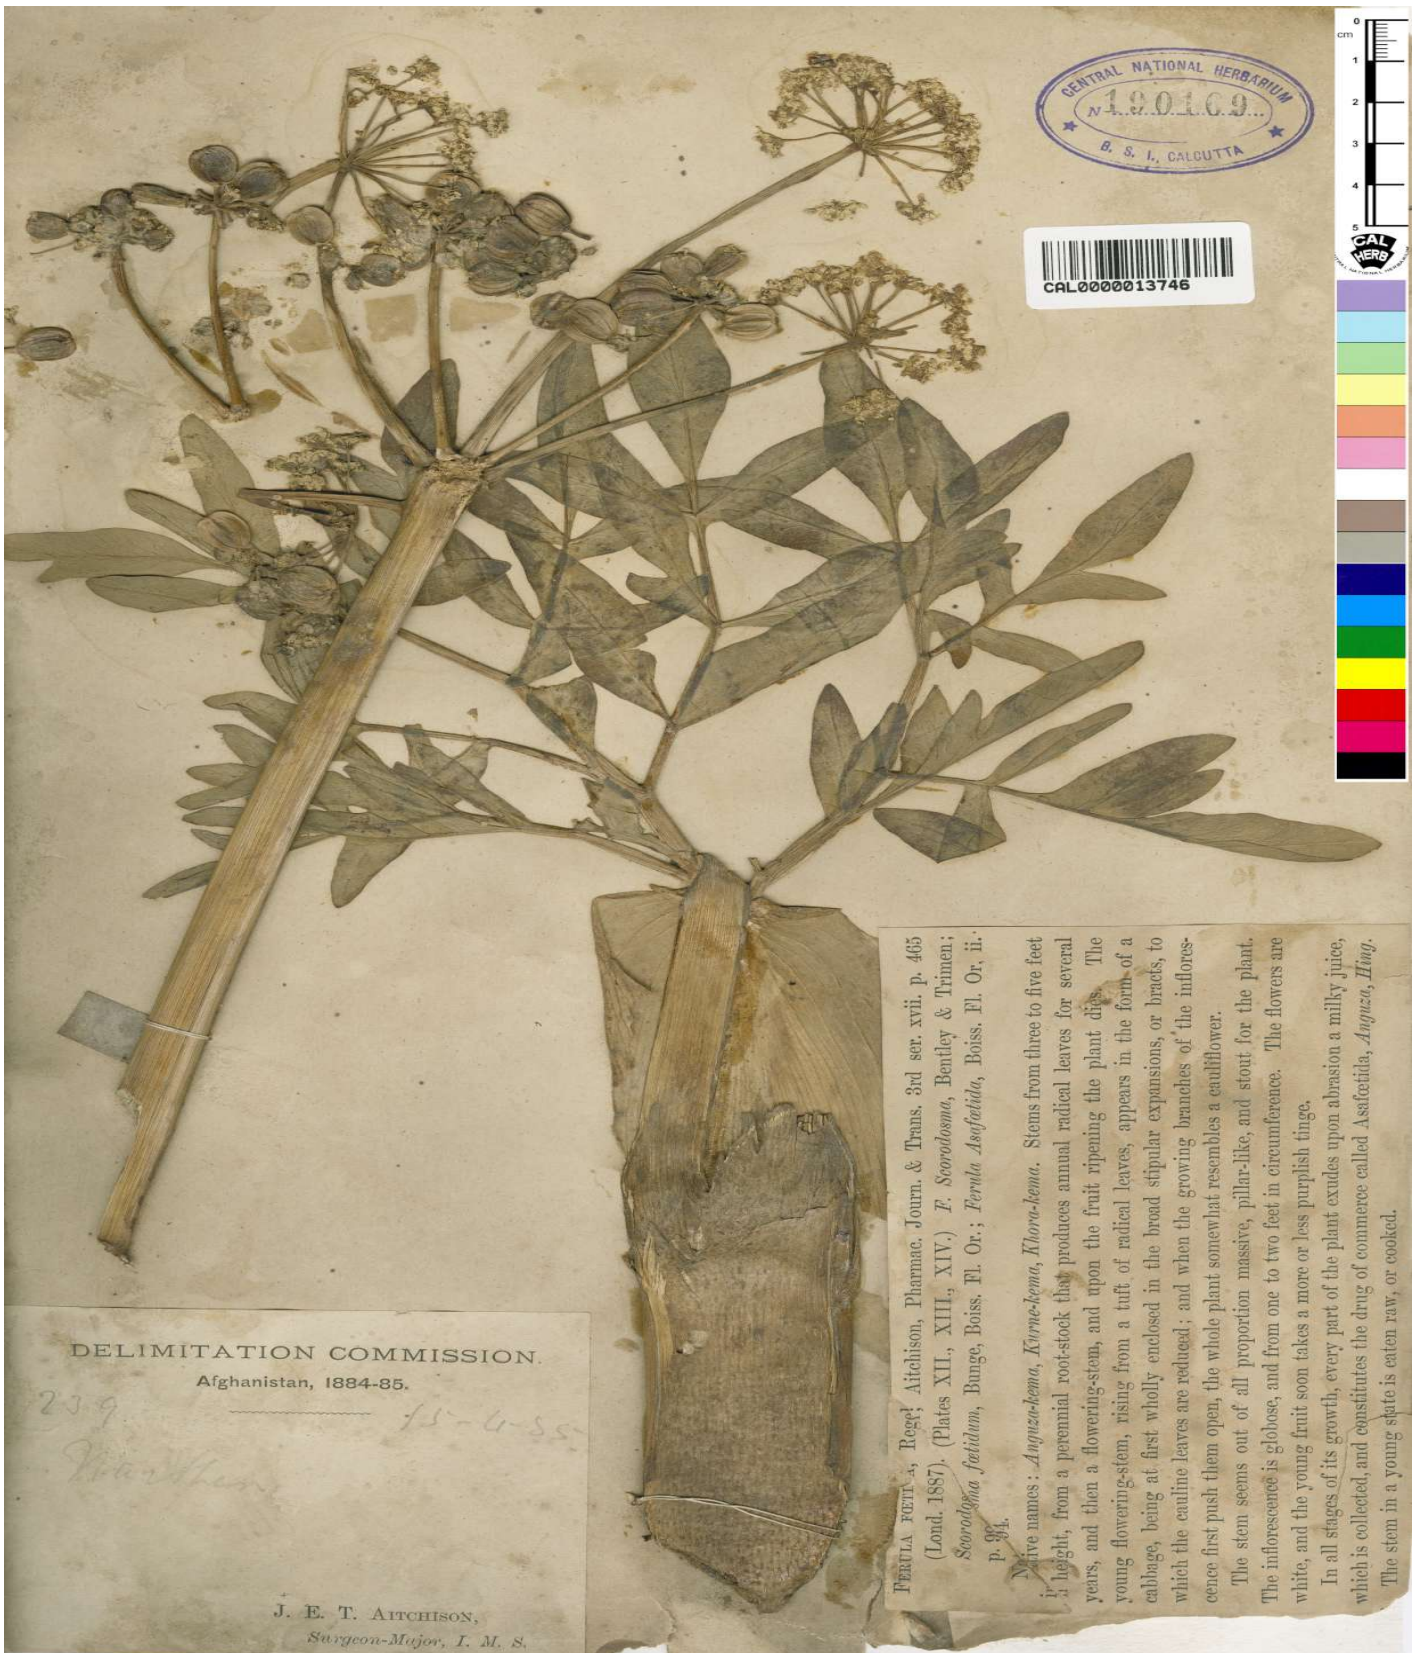 CENTRAL NATIONAL HERBARIUM
N 190169
B. S. I., CALCUTTA
CAL0000013746
0
cm
1
2
3
4
5
CAL
HERB
FERULA FŒTIDA, Regel; Aitchison, Pharmac. Journ. & Trans. 3rd ser. xvii. p. 465
(Lond. 1887). (Plates XII., XIII., XIV.) F. Scorodosma, Bentley & Trimen;
Scorodosma fœtidum, Bunge, Boiss. Fl. Or.; Ferula Asafœtida, Boiss. Fl. Or. ii.
p.
Native names: Anguza-kema, Kurne-kema, Khora-kema. Stems from three to five feet
in height, from a perennial root-stock that produces annual radical leaves for several
years, and then a flowering-stem, and upon the fruit ripening the plant dies. The
young flowering-stem, rising from a tuft of radical leaves, appears in the form of a
cabbage, being at first wholly enclosed in the broad stipular expansions, or bracts, to
which the cauline leaves are reduced; and when the growing branches of the inflores-
cence first push them open, the whole plant somewhat resembles a cauliflower.
The stem seems out of all proportion massive, pillar-like, and stout for the plant.
The inflorescence is globose, and from one to two feet in circumference. The flowers are
white, and the young fruit soon takes a more or less purplish tinge.
In all stages of its growth, every part of the plant exudes upon abrasion a milky juice,
which is collected, and constitutes the drug of commerce called Asafœtida, Anguza, Hing.
The stem in a young state is eaten raw, or cooked.
DELIMITATION COMMISSION.
Afghanistan, 1884-85.
239
J. E. T. AITCHISON,
Surgeon-Major, I. M. S.